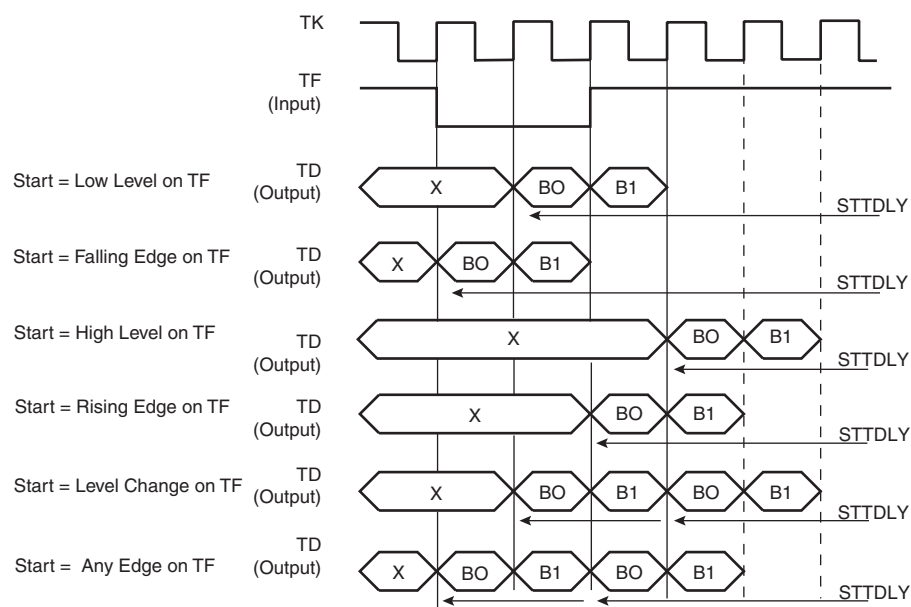 TK
TF
(Input)
Start = Low Level on TF
TD
(Output)
X
BO
B1
STTDLY
Start = Falling Edge on TF
TD
(Output)
X
BO
B1
STTDLY
Start = High Level on TF
TD
(Output)
X
BO
B1
STTDLY
Start = Rising Edge on TF
TD
(Output)
X
BO
B1
STTDLY
Start = Level Change on TF
TD
(Output)
X
BO
B1
BO
B1
STTDLY
Start = Any Edge on TF
TD
(Output)
X
BO
B1
BO
B1
STTDLY